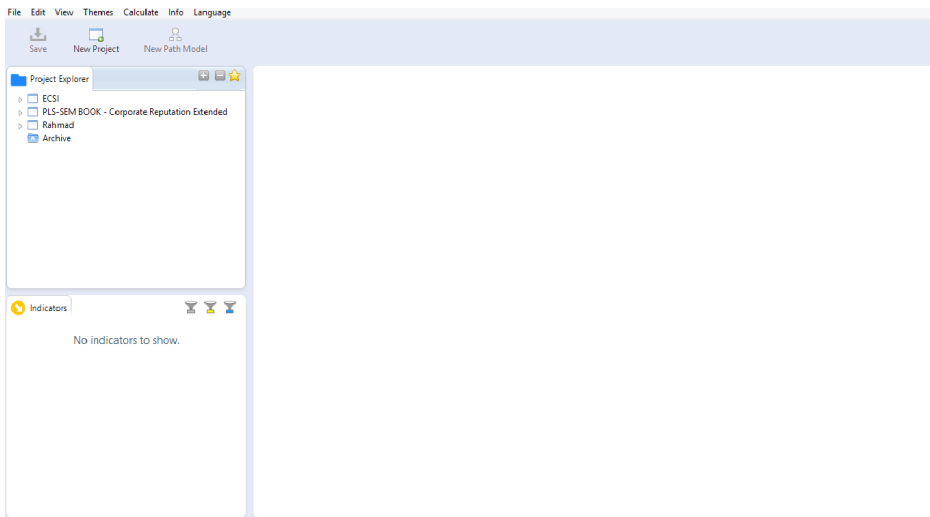 File Edit View Themes Calculate Info Language
Save New Project New Path Model
Project Explorer
ECSI
PLS-SEM BOOK - Corporate Reputation Extended
Rahmad
Archive
Indicators
No indicators to show.